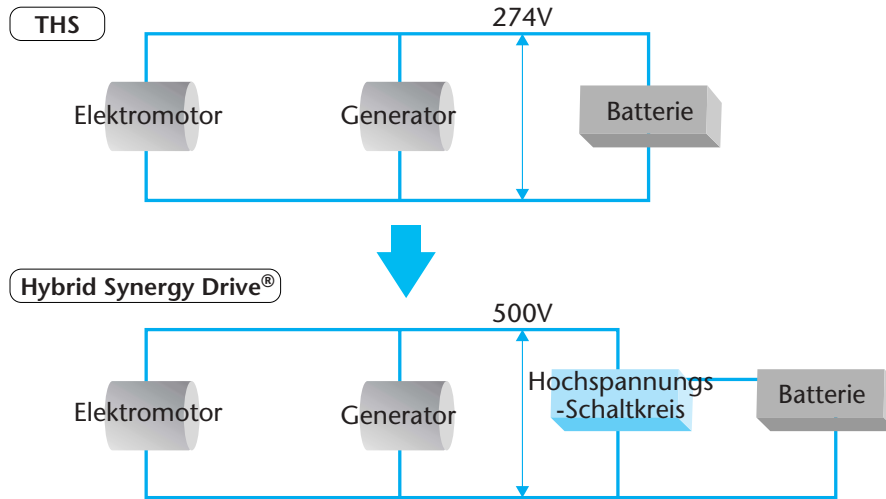 THS
274V
Elektromotor
Generator
Batterie
Hybrid Synergy Drive®
500V
Elektromotor
Generator
Hochspannungs
-Schaltkreis
Batterie